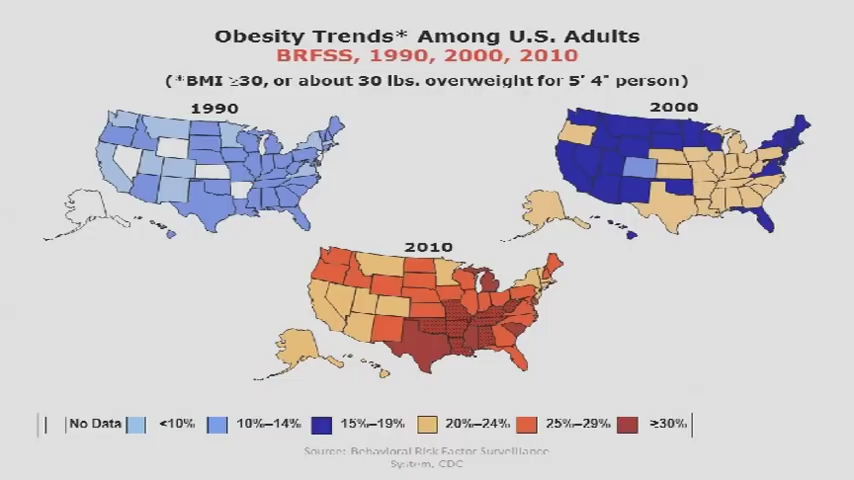 Obesity Trends* Among U.S. Adults
BRFSS, 1990, 2000, 2010
(*BMI ≥30, or about 30 lbs. overweight for 5' 4" person)
1990
2000
2010
No Data <10% 10%–14% 15%–19% 20%–24% 25%–29% ≥30%
Source: Behavioral Risk Factor Surveillance
System, CDC